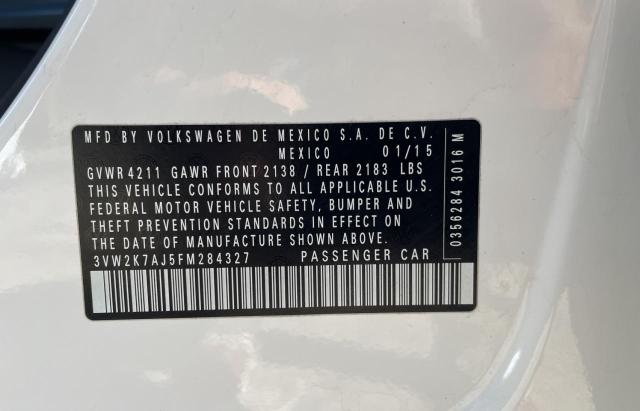 MFD BY VOLKSWAGEN DE MEXICO S.A. DE C.V.
MEXICO 01/15
GVWR 4211 GAWR FRONT 2138 / REAR 2183 LBS
THIS VEHICLE CONFORMS TO ALL APPLICABLE U.S.
FEDERAL MOTOR VEHICLE SAFETY, BUMPER AND
THEFT PREVENTION STANDARDS IN EFFECT ON
THE DATE OF MANUFACTURE SHOWN ABOVE.
3VW2K7AJ5FM284327 PASSENGER CAR
0356284 3016 M